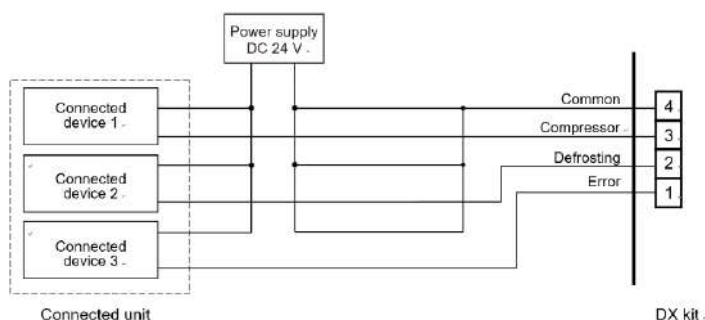 Power supply
DC 24 V
Connected
device 1
Common
4
Compressor
3
Connected
device 2
Defrosting
2
Error
1
Connected
device 3
Connected unit
DX kit